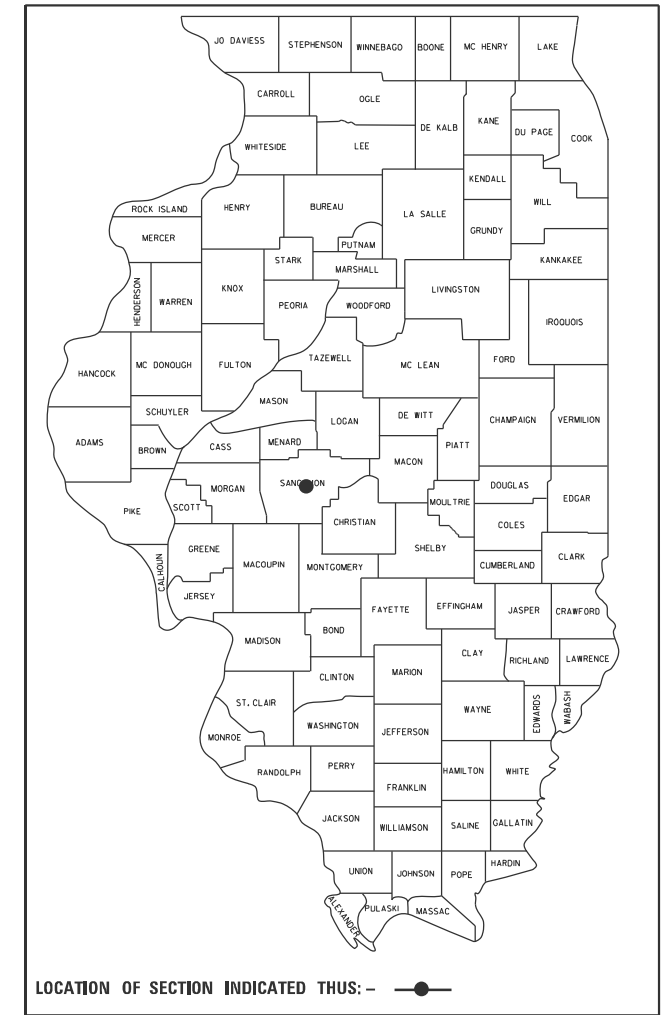 JO DAVIESS STEPHENSON WINNEBAGO BOONE MC HENRY LAKE
CARROLL OGLE
DE KALB KANE DU PAGE COOK
WHITESIDE LEE
KENDALL
WILL
ROCK ISLAND HENRY BUREAU LA SALLE
MERCER PUTNAM GRUNDY
STARK MARSHALL KANKAKEE
HENDERSON WARREN KNOX LIVINGSTON
PEORIA WOODFORD IROQUOIS
HANCOCK MC DONOUGH FULTON TAZEWELL MC LEAN FORD
MASON
SCHUYLER LOGAN DE WITT CHAMPAIGN VERMILION
ADAMS BROWN CASS MENARD PIATT
MACON
MORGAN SANG MON DOUGLAS
PIKE SCOTT MOULTRIE EDGAR
CHRISTIAN COLES
GREENE SHELBY
CALHOUN MACOUPIN MONTGOMERY CUMBERLAND CLARK
JERSEY FAYETTE EFFINGHAM JASPER CRAWFORD
BOND
MADISON CLAY RICHLAND LAWRENCE
CLINTON MARION
ST. CLAIR WAYNE EDWARDS WABASH
WASHINGTON JEFFERSON
MONROE
RANDOLPH PERRY HAMILTON WHITE
FRANKLIN
JACKSON WILLIAMSON SALINE GALLATIN
UNION JOHNSON POPE HARDIN
ALEXANDER PULASKI MASSAC
LOCATION OF SECTION INDICATED THUS: –